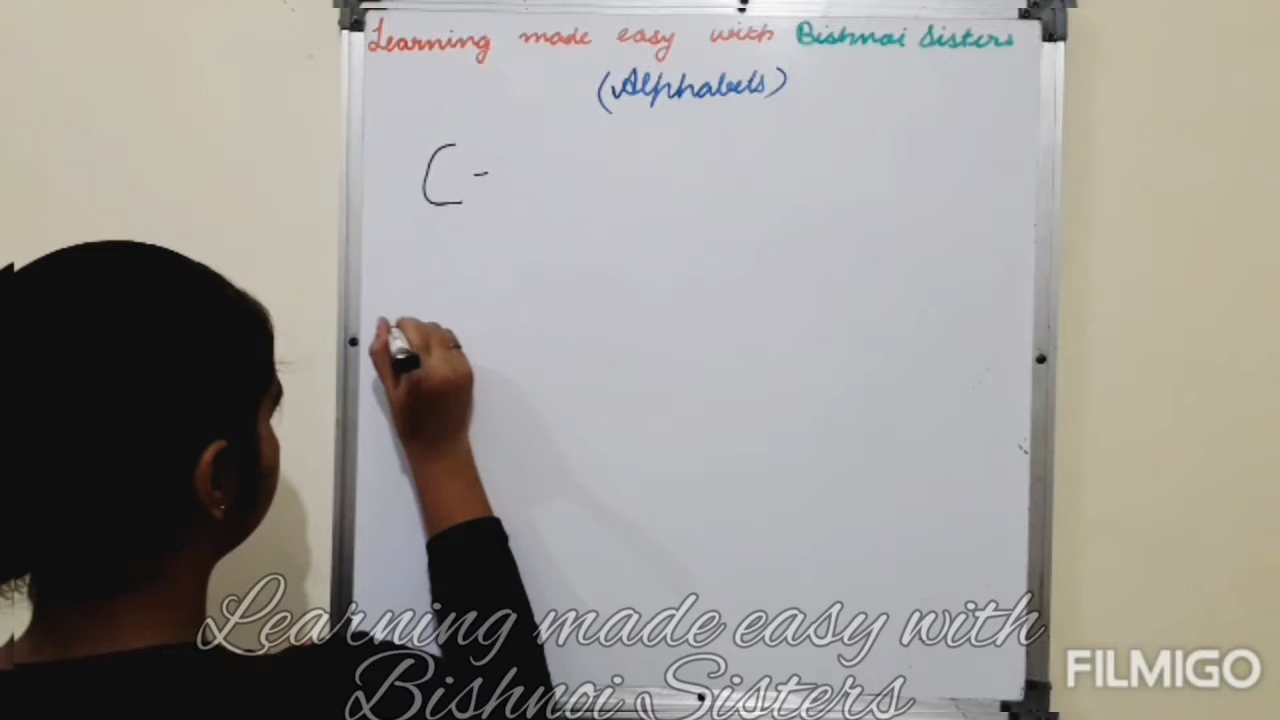 Learning made easy with Bishnoi Sisters
(Alphabets)
C -
Learning made easy with
Bishnoi Sisters
FILMIGO